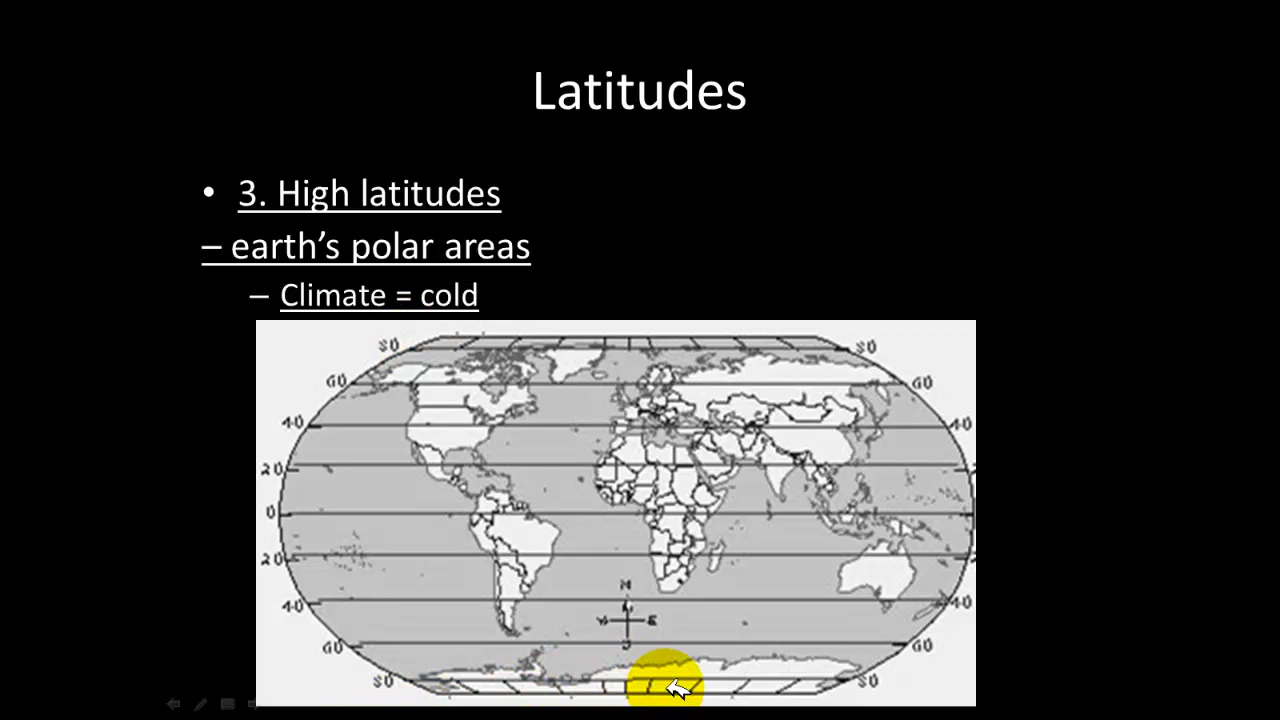 Latitudes
• 3. High latitudes
– earth’s polar areas
– Climate = cold
80 80
60 60
40 40
20
0
20
40 40
60 60
80 80
N
W E
S